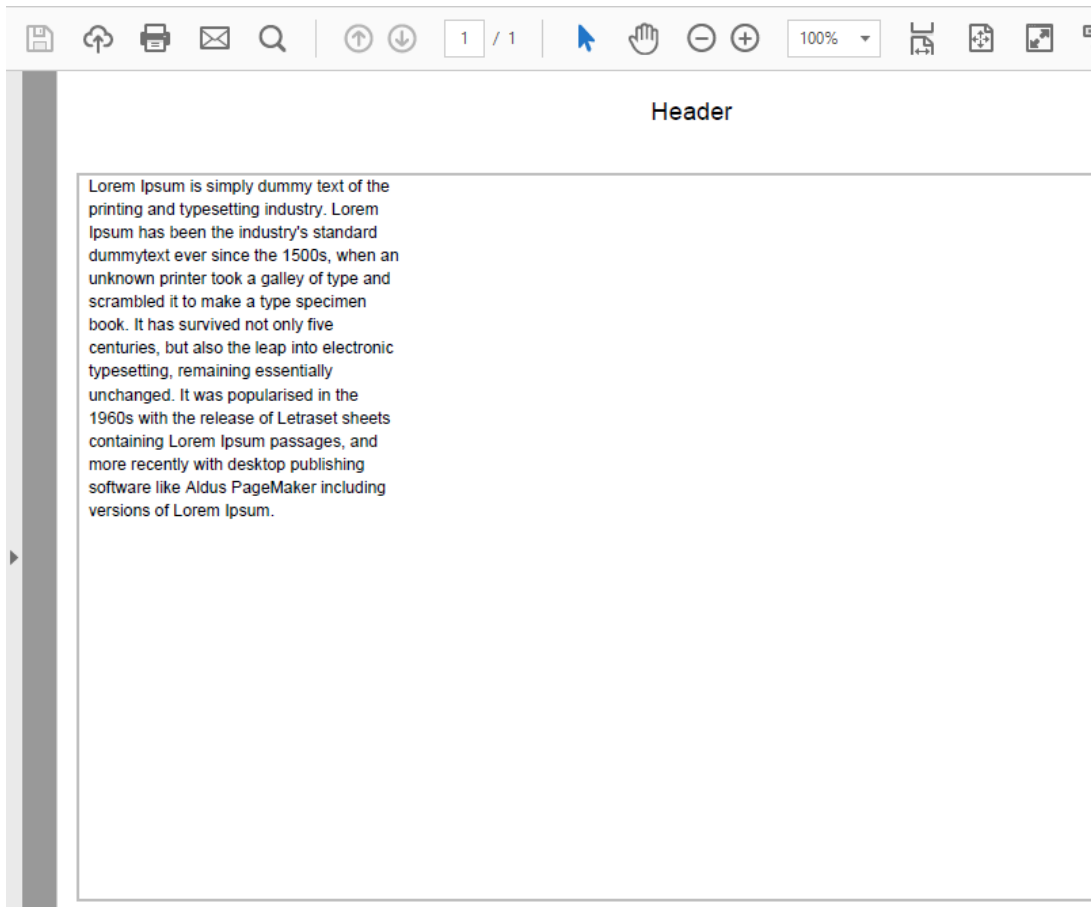 1 / 1
100%
Header
Lorem Ipsum is simply dummy text of the
printing and typesetting industry. Lorem
Ipsum has been the industry's standard
dummytext ever since the 1500s, when an
unknown printer took a galley of type and
scrambled it to make a type specimen
book. It has survived not only five
centuries, but also the leap into electronic
typesetting, remaining essentially
unchanged. It was popularised in the
1960s with the release of Letraset sheets
containing Lorem Ipsum passages, and
more recently with desktop publishing
software like Aldus PageMaker including
versions of Lorem Ipsum.